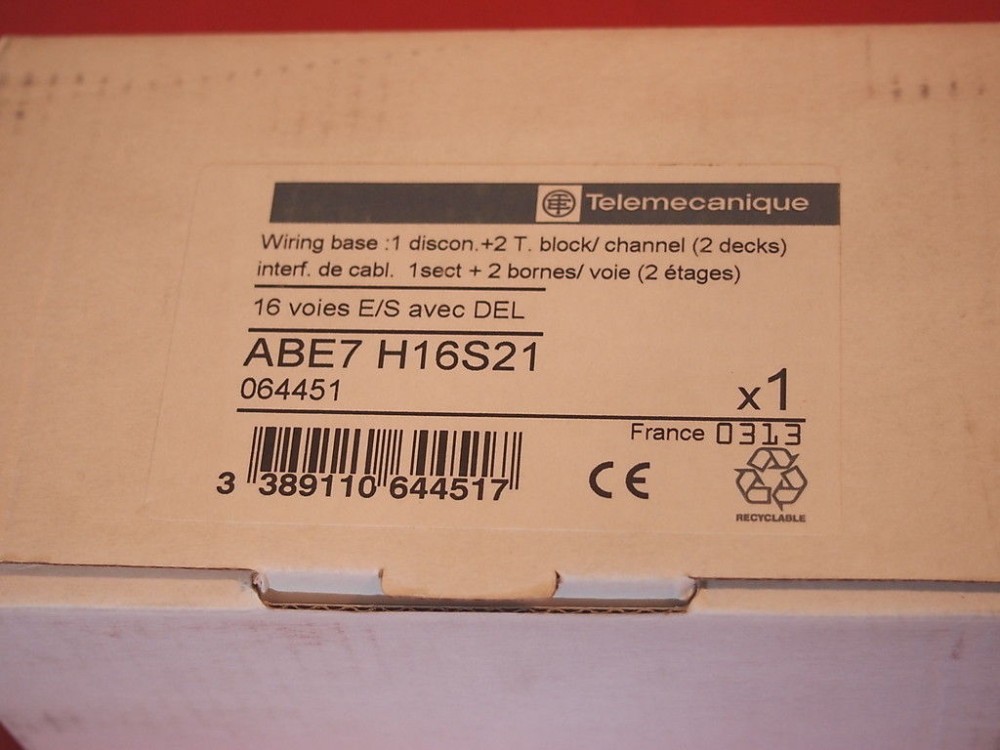 Telemecanique
Wiring base :1 discon.+2 T. block/ channel (2 decks)
interf. de cabl. 1sect + 2 bornes/ voie (2 étages)
16 voies E/S avec DEL
ABE7 H16S21
064451
x1
France 0313
3 389110 644517
CE
RECYCLABLE